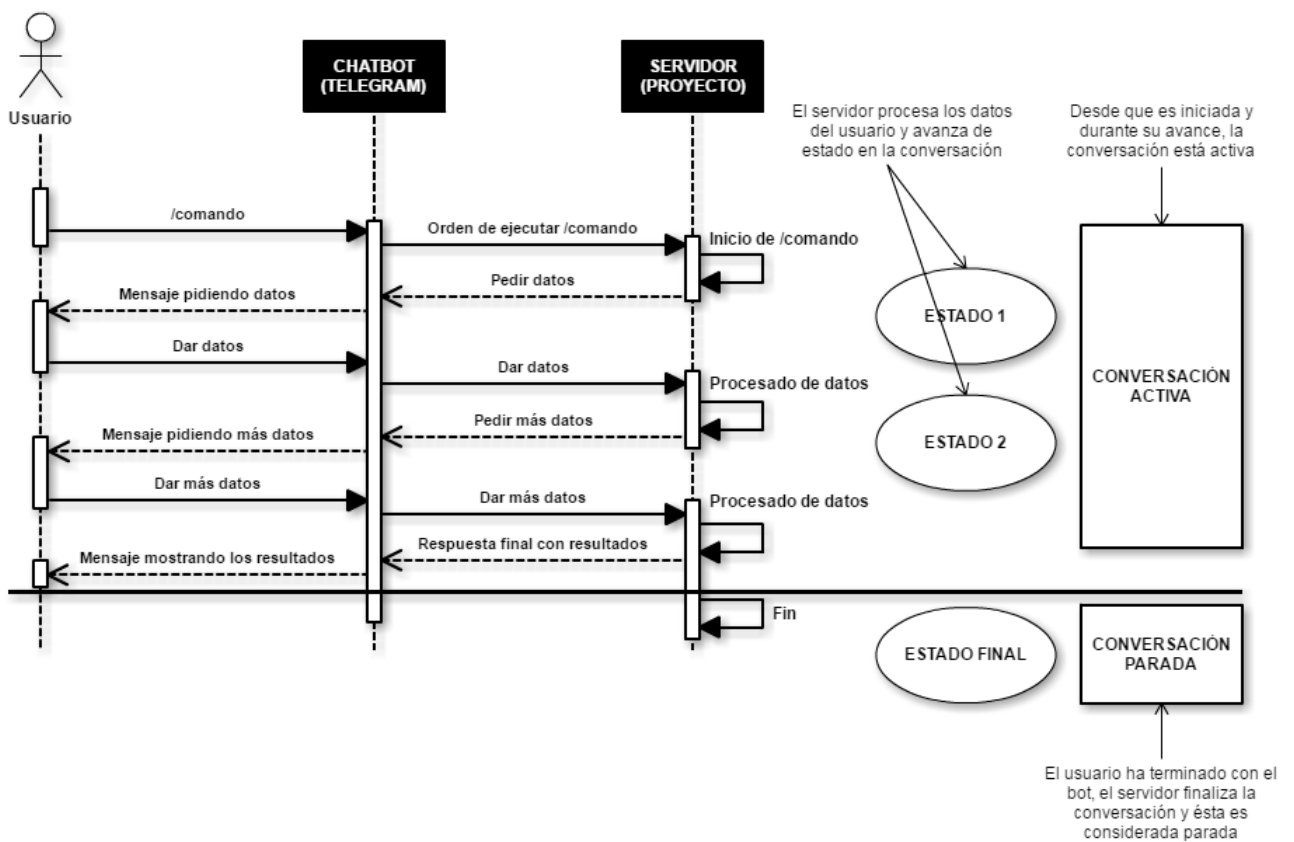 Usuario
CHATBOT
(TELEGRAM)
SERVIDOR
(PROYECTO)
El servidor procesa los datos
del usuario y avanza de
estado en la conversación
Desde que es iniciada y
durante su avance, la
conversación está activa
/comando
Orden de ejecutar /comando
Inicio de /comando
Pedir datos
Mensaje pidiendo datos
Dar datos
Dar datos
Procesado de datos
Pedir más datos
Mensaje pidiendo más datos
Dar más datos
Dar más datos
Procesado de datos
Respuesta final con resultados
Mensaje mostrando los resultados
Fin
ESTADO 1
ESTADO 2
ESTADO FINAL
CONVERSACIÓN
ACTIVA
CONVERSACIÓN
PARADA
El usuario ha terminado con el
bot, el servidor finaliza la
conversación y ésta es
considerada parada